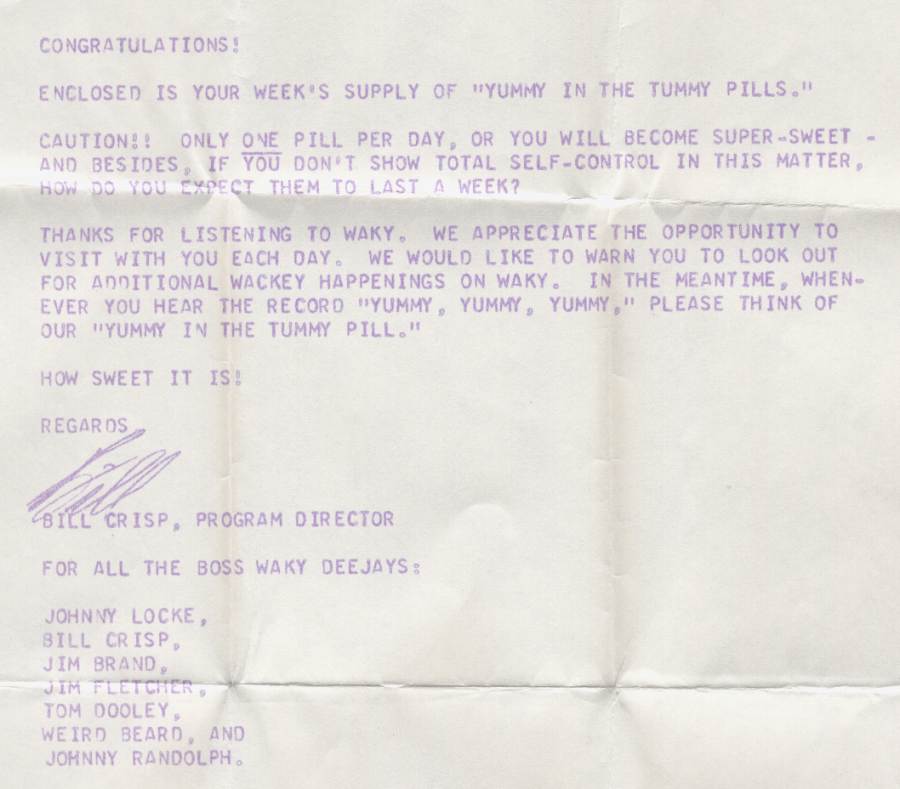 CONGRATULATIONS!
ENCLOSED IS YOUR WEEK'S SUPPLY OF "YUMMY IN THE TUMMY PILLS."
CAUTION!! ONLY ONE PILL PER DAY, OR YOU WILL BECOME SUPER-SWEET -
AND BESIDES, IF YOU DON'T SHOW TOTAL SELF-CONTROL IN THIS MATTER,
HOW DO YOU EXPECT THEM TO LAST A WEEK?
THANKS FOR LISTENING TO WAKY. WE APPRECIATE THE OPPORTUNITY TO
VISIT WITH YOU EACH DAY. WE WOULD LIKE TO WARN YOU TO LOOK OUT
FOR ADDITIONAL WACKEY HAPPENINGS ON WAKY. IN THE MEANTIME, WHEN-
EVER YOU HEAR THE RECORD "YUMMY, YUMMY, YUMMY," PLEASE THINK OF
OUR "YUMMY IN THE TUMMY PILL."
HOW SWEET IT IS!
REGARDS,
Bill
BILL CRISP, PROGRAM DIRECTOR
FOR ALL THE BOSS WAKY DEEJAYS:
JOHNNY LOCKE,
BILL CRISP,
JIM BRAND,
JIM FLETCHER,
TOM DOOLEY,
WEIRD BEARD, AND
JOHNNY RANDOLPH.